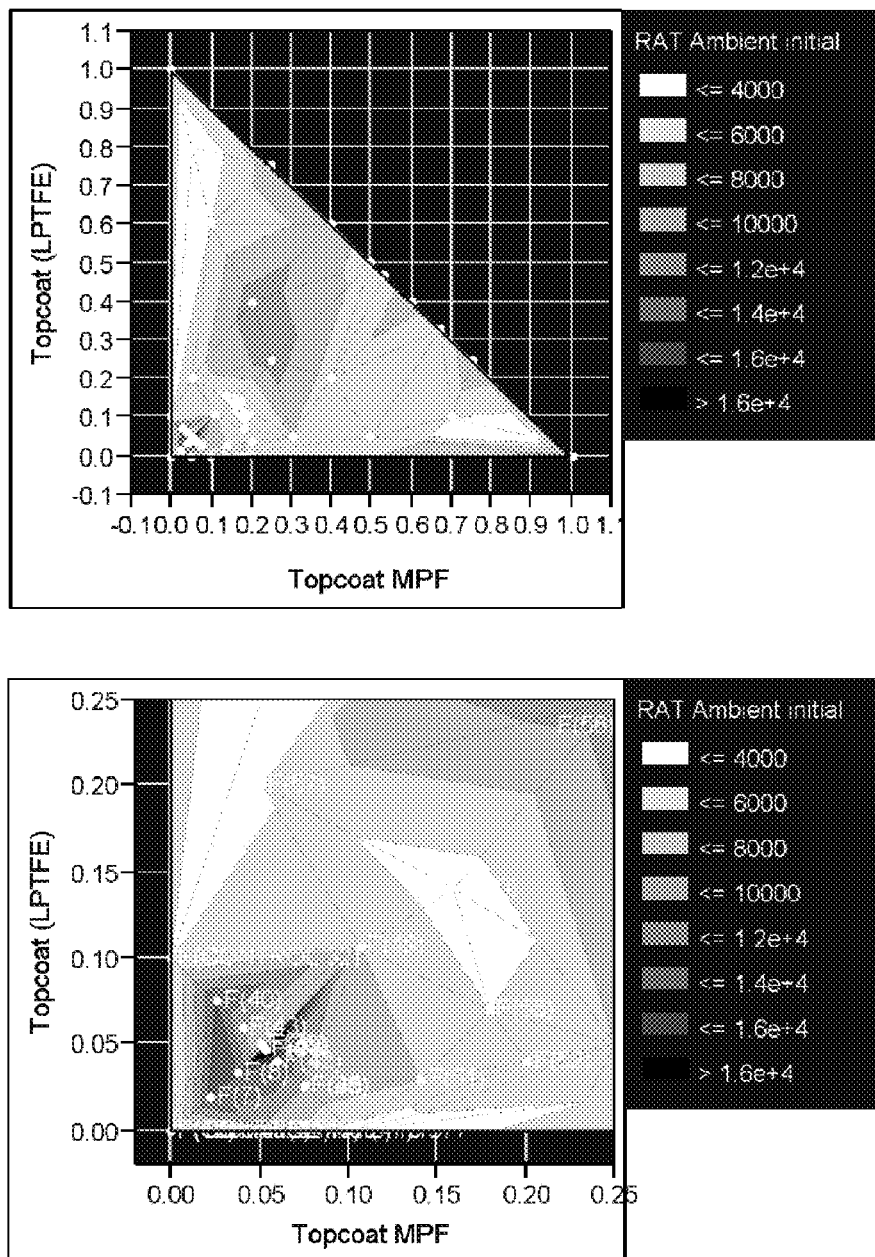 1.1
1.0
0.9
0.8
0.7
0.6
0.5
0.4
0.3
0.2
0.1
0.0
-0.1
Topcoat (LPTFE)
-0.1 0.0 0.1 0.2 0.3 0.4 0.5 0.6 0.7 0.8 0.9 1.0 1.1
Topcoat MPF
RAT Ambient initial
<= 4000
<= 6000
<= 8000
<= 10000
<= 1.2e+4
<= 1.4e+4
<= 1.6e+4
> 1.6e+4
0.25
0.20
0.15
0.10
0.05
0.00
Topcoat (LPTFE)
0.00 0.05 0.10 0.15 0.20 0.25
Topcoat MPF
RAT Ambient initial
<= 4000
<= 6000
<= 8000
<= 10000
<= 1.2e+4
<= 1.4e+4
<= 1.6e+4
> 1.6e+4